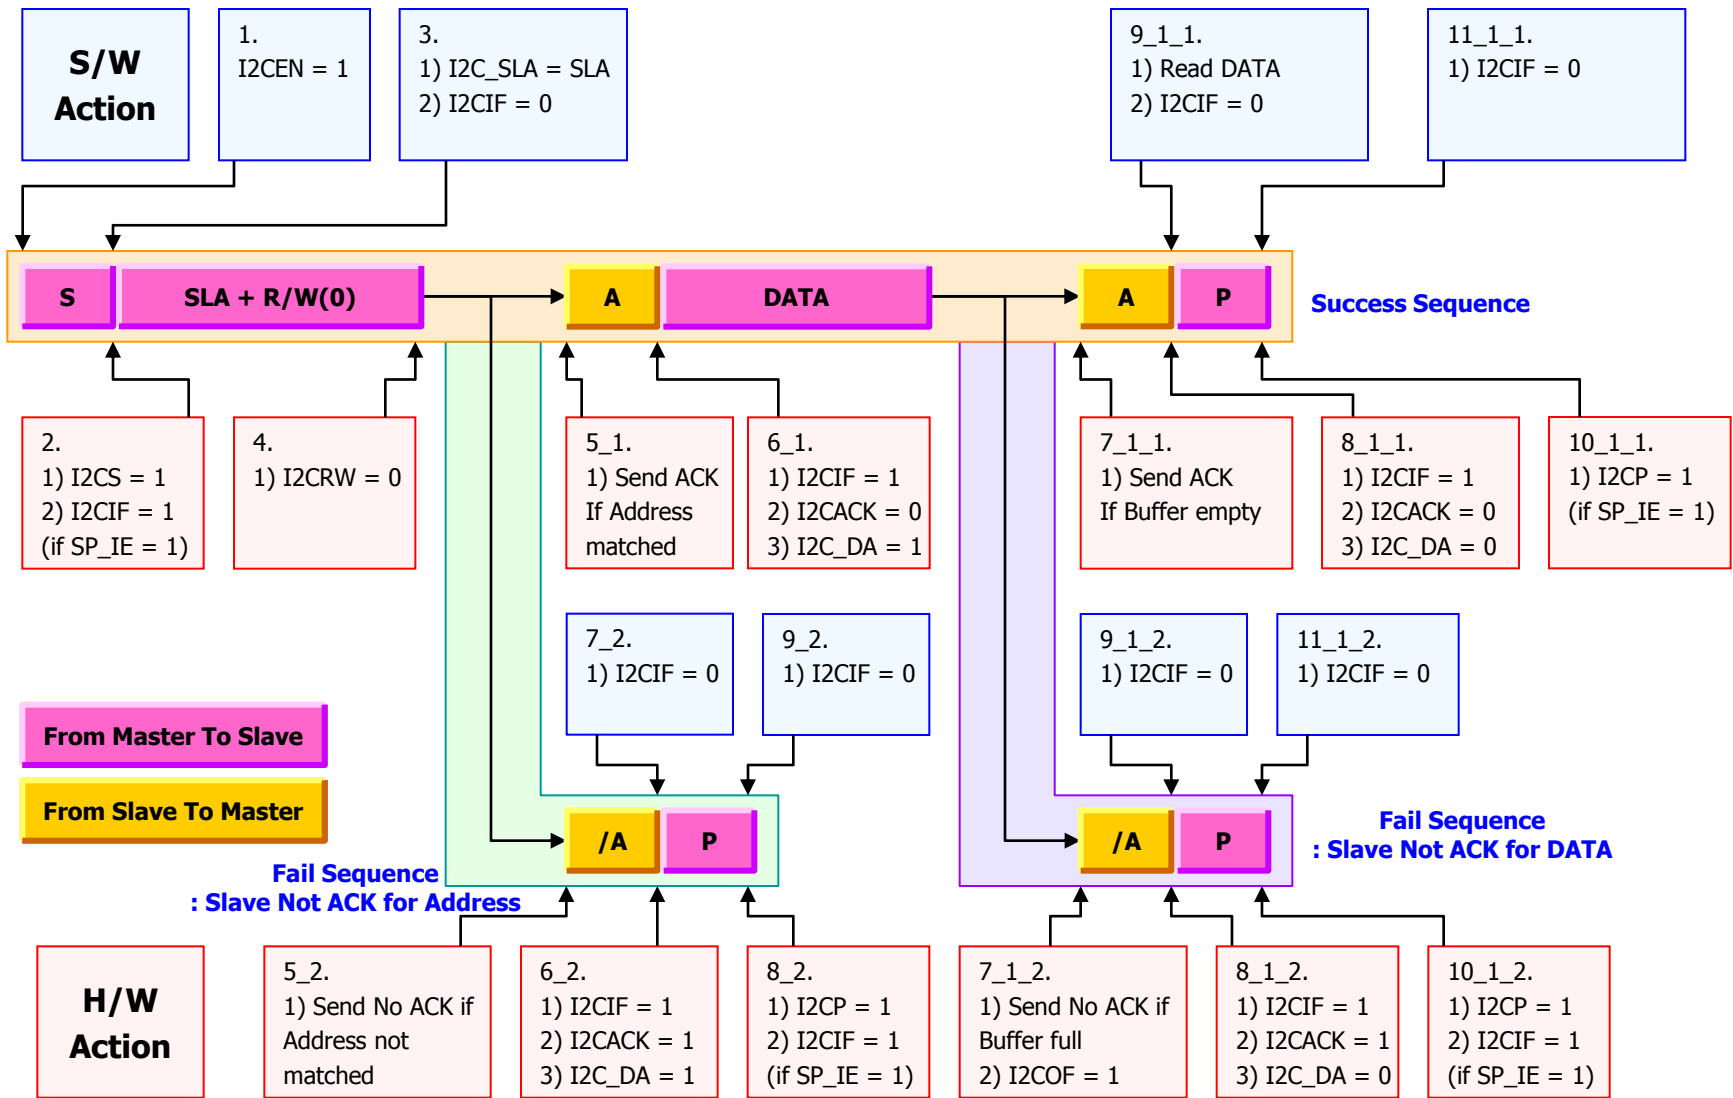 S/W
Action
1.
I2CEN = 1
3.
1) I2C_SLA = SLA
2) I2CIF = 0
9_1_1.
1) Read DATA
2) I2CIF = 0
11_1_1.
1) I2CIF = 0
S
SLA + R/W(0)
A
DATA
A
P
Success Sequence
2.
1) I2CS = 1
2) I2CIF = 1
(if SP_IE = 1)
4.
1) I2CRW = 0
5_1.
1) Send ACK
If Address
matched
6_1.
1) I2CIF = 1
2) I2CACK = 0
3) I2C_DA = 1
7_1_1.
1) Send ACK
If Buffer empty
8_1_1.
1) I2CIF = 1
2) I2CACK = 0
3) I2C_DA = 0
10_1_1.
1) I2CP = 1
(if SP_IE = 1)
7_2.
1) I2CIF = 0
9_2.
1) I2CIF = 0
9_1_2.
1) I2CIF = 0
11_1_2.
1) I2CIF = 0
From Master To Slave
From Slave To Master
/A
P
/A
P
Fail Sequence
: Slave Not ACK for Address
Fail Sequence
: Slave Not ACK for DATA
H/W
Action
5_2.
1) Send No ACK if
Address not
matched
6_2.
1) I2CIF = 1
2) I2CACK = 1
3) I2C_DA = 1
8_2.
1) I2CP = 1
2) I2CIF = 1
(if SP_IE = 1)
7_1_2.
1) Send No ACK if
Buffer full
2) I2COF = 1
8_1_2.
1) I2CIF = 1
2) I2CACK = 1
3) I2C_DA = 0
10_1_2.
1) I2CP = 1
2) I2CIF = 1
(if SP_IE = 1)